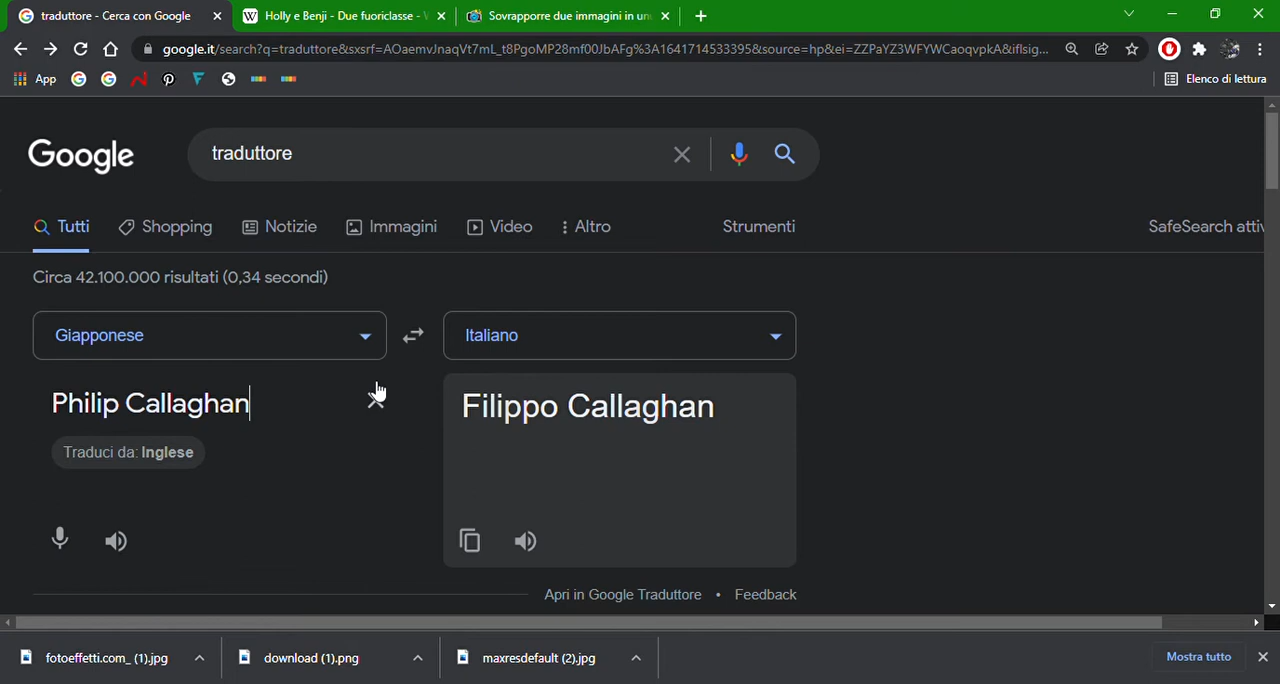 traduttore - Cerca con Google
Holly e Benji - Due fuoriclasse -
Sovrapporre due immagini in un
google.it/search?q=traduttore&sxsrf=AOaemvJnaqVt7mL_t8PgoMP28mf00JbAFg%3A1641714533395&source=hp&ei=ZZPaYZ3WFYWCaoqvpkA&iflsig...
App
Elenco di lettura
Google
traduttore
Tutti
Shopping
Notizie
Immagini
Video
Altro
Strumenti
SafeSearch attiv
Circa 42.100.000 risultati (0,34 secondi)
Giapponese
Italiano
Philip Callaghan
Filippo Callaghan
Traduci da: Inglese
Apri in Google Traduttore • Feedback
fotoeffetti.com_ (1).jpg
download (1).png
maxresdefault (2).jpg
Mostra tutto